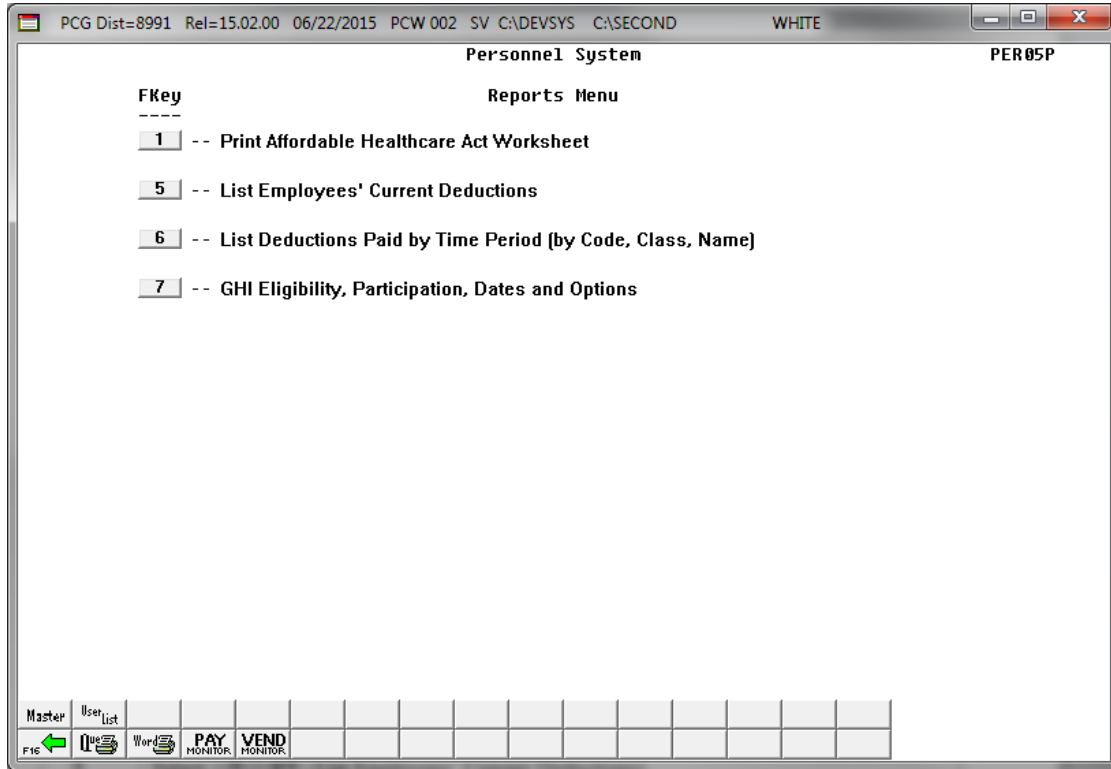 PCG Dist=8991 Rel=15.02.00 06/22/2015 PCW 002 SV C:\DEVSYS C:\SECOND WHITE
Personnel System PER05P
FKey Reports Menu
----
1 -- Print Affordable Healthcare Act Worksheet
5 -- List Employees' Current Deductions
6 -- List Deductions Paid by Time Period (by Code, Class, Name)
7 -- GHI Eligibility, Participation, Dates and Options
Master User List
F16 Que Word PAY MONITOR VEND MONITOR